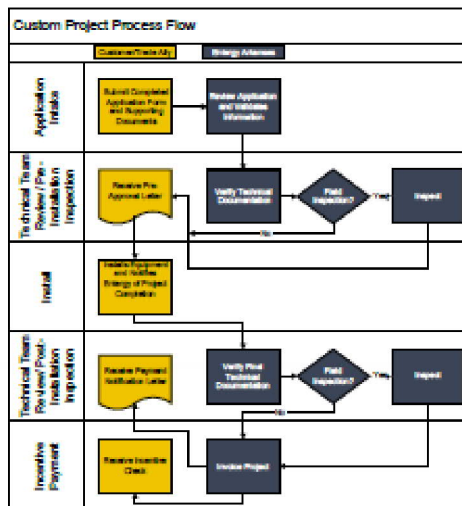 Custom Project Process Flow
Customer/Trade Ally
Entergy Arkansas
Application
Intake
Submit Completed
Application Form
and Supporting
Documents
Review Application
and Validates
Information
Technical Team
Review / Pre-
Installation
Inspection
Receive Pre-
Approval Letter
Verify Technical
Documentation
Field
Inspection?
Yes
Inspect
No
Install
Installs Equipment
and Notifies
Entergy of Project
Completion
Technical Team
Review/ Post-
Installation
Inspection
Receive Payment
Notification Letter
Verify Final
Technical
Documentation
Field
Inspection?
Yes
Inspect
No
Incentive
Payment
Receive Incentive
Check
Invoice Project